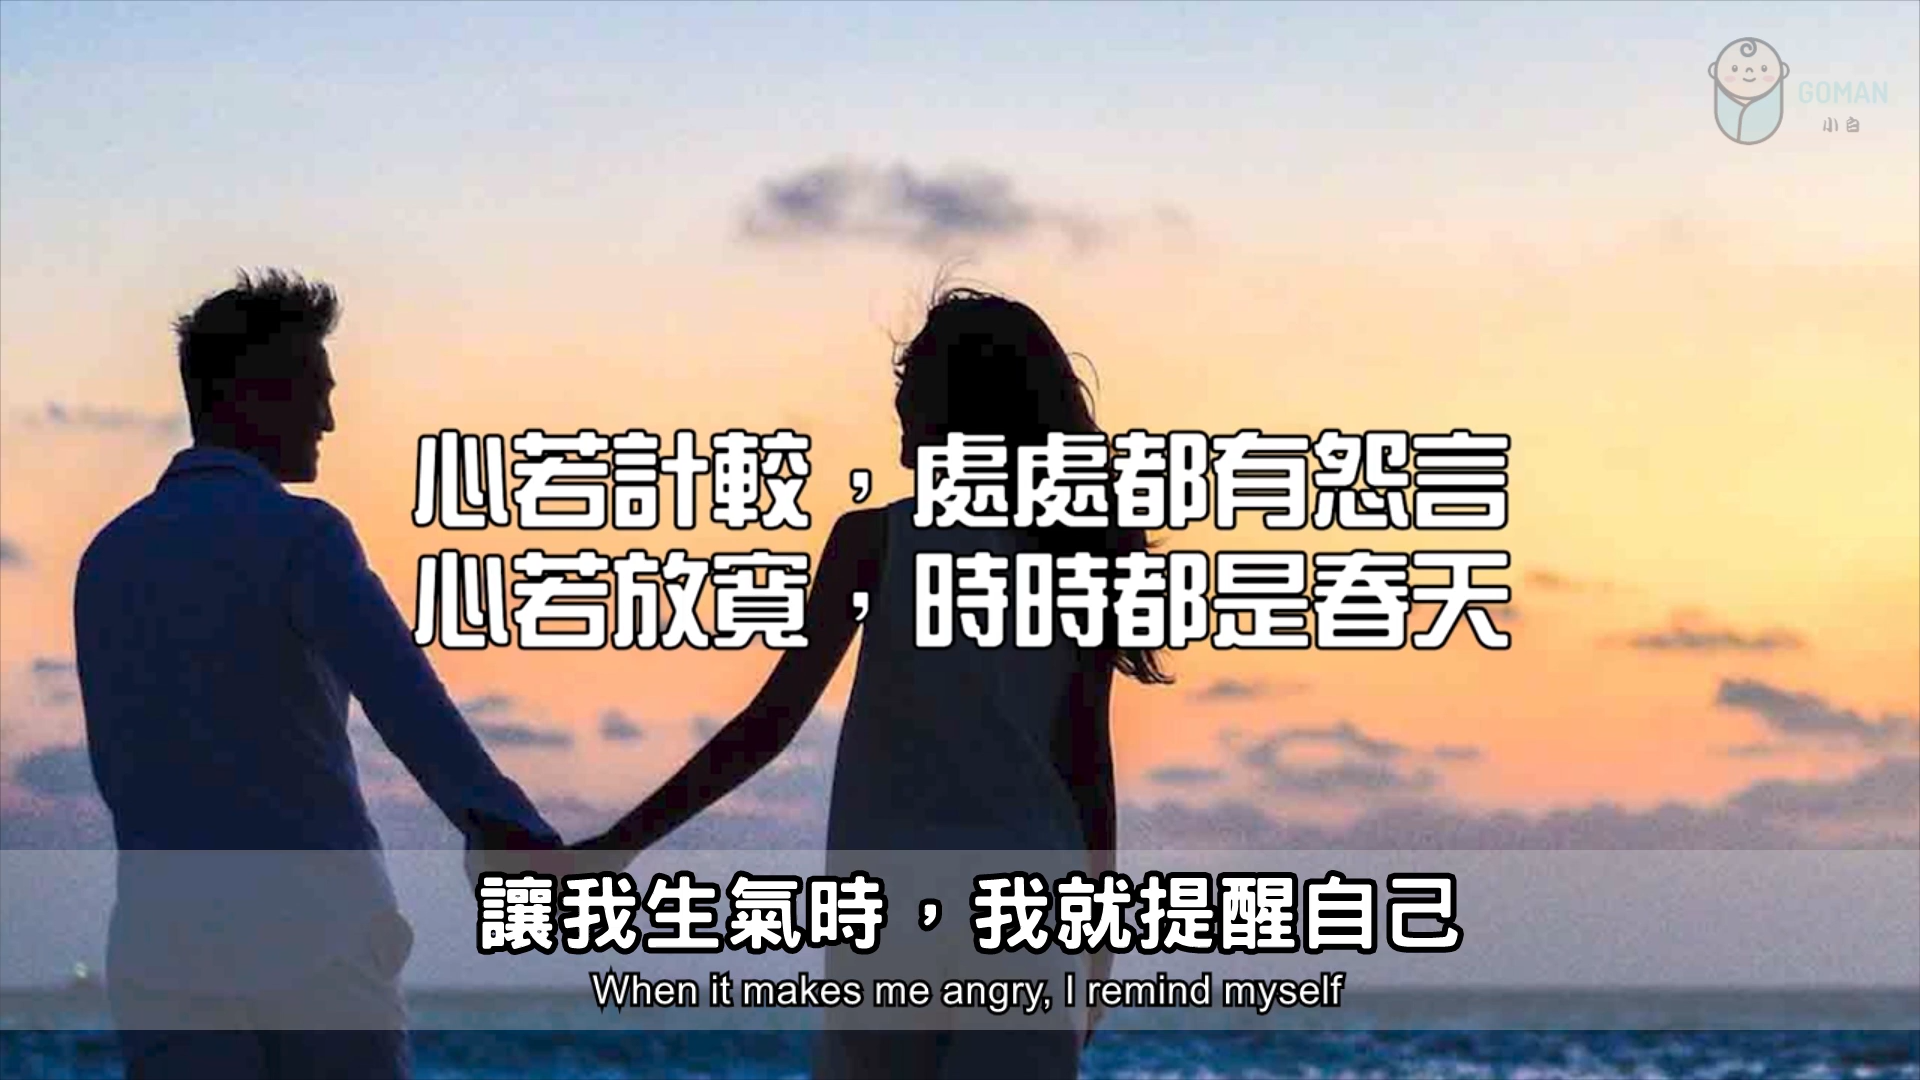 GOMAN
小白
心若計較，處處都有怨言
心若放寬，時時都是春天
讓我生氣時，我就提醒自己
When it makes me angry, I remind myself